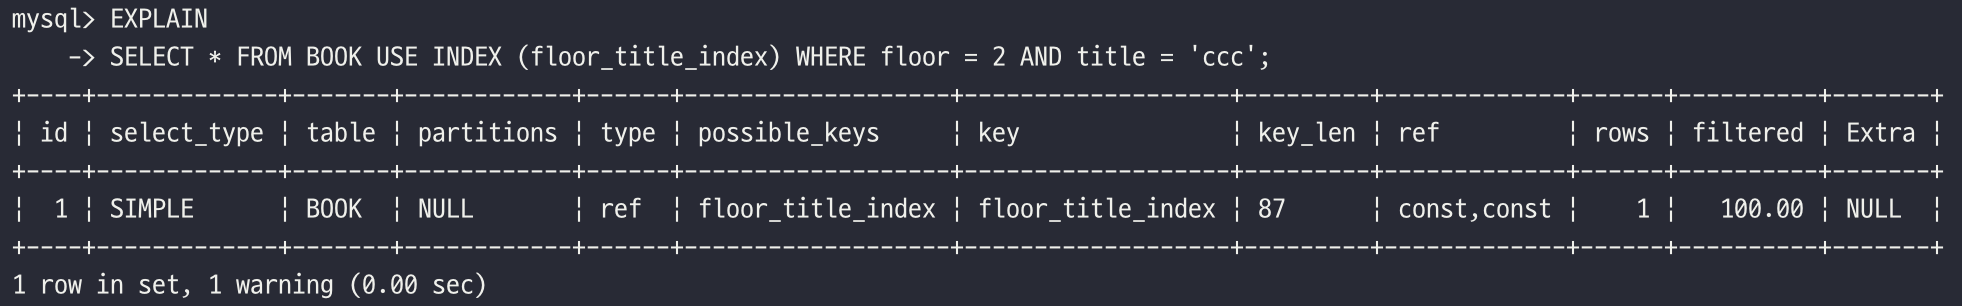 mysql> EXPLAIN
    -> SELECT * FROM BOOK USE INDEX (floor_title_index) WHERE floor = 2 AND title = 'ccc';
+----+-------------+-------+------------+------+-------------------+-------------------+---------+-------------+------+----------+-------+
| id | select_type | table | partitions | type | possible_keys     | key               | key_len | ref         | rows | filtered | Extra |
+----+-------------+-------+------------+------+-------------------+-------------------+---------+-------------+------+----------+-------+
|  1 | SIMPLE      | BOOK  | NULL       | ref  | floor_title_index | floor_title_index | 87      | const,const |    1 |   100.00 | NULL  |
+----+-------------+-------+------------+------+-------------------+-------------------+---------+-------------+------+----------+-------+
1 row in set, 1 warning (0.00 sec)